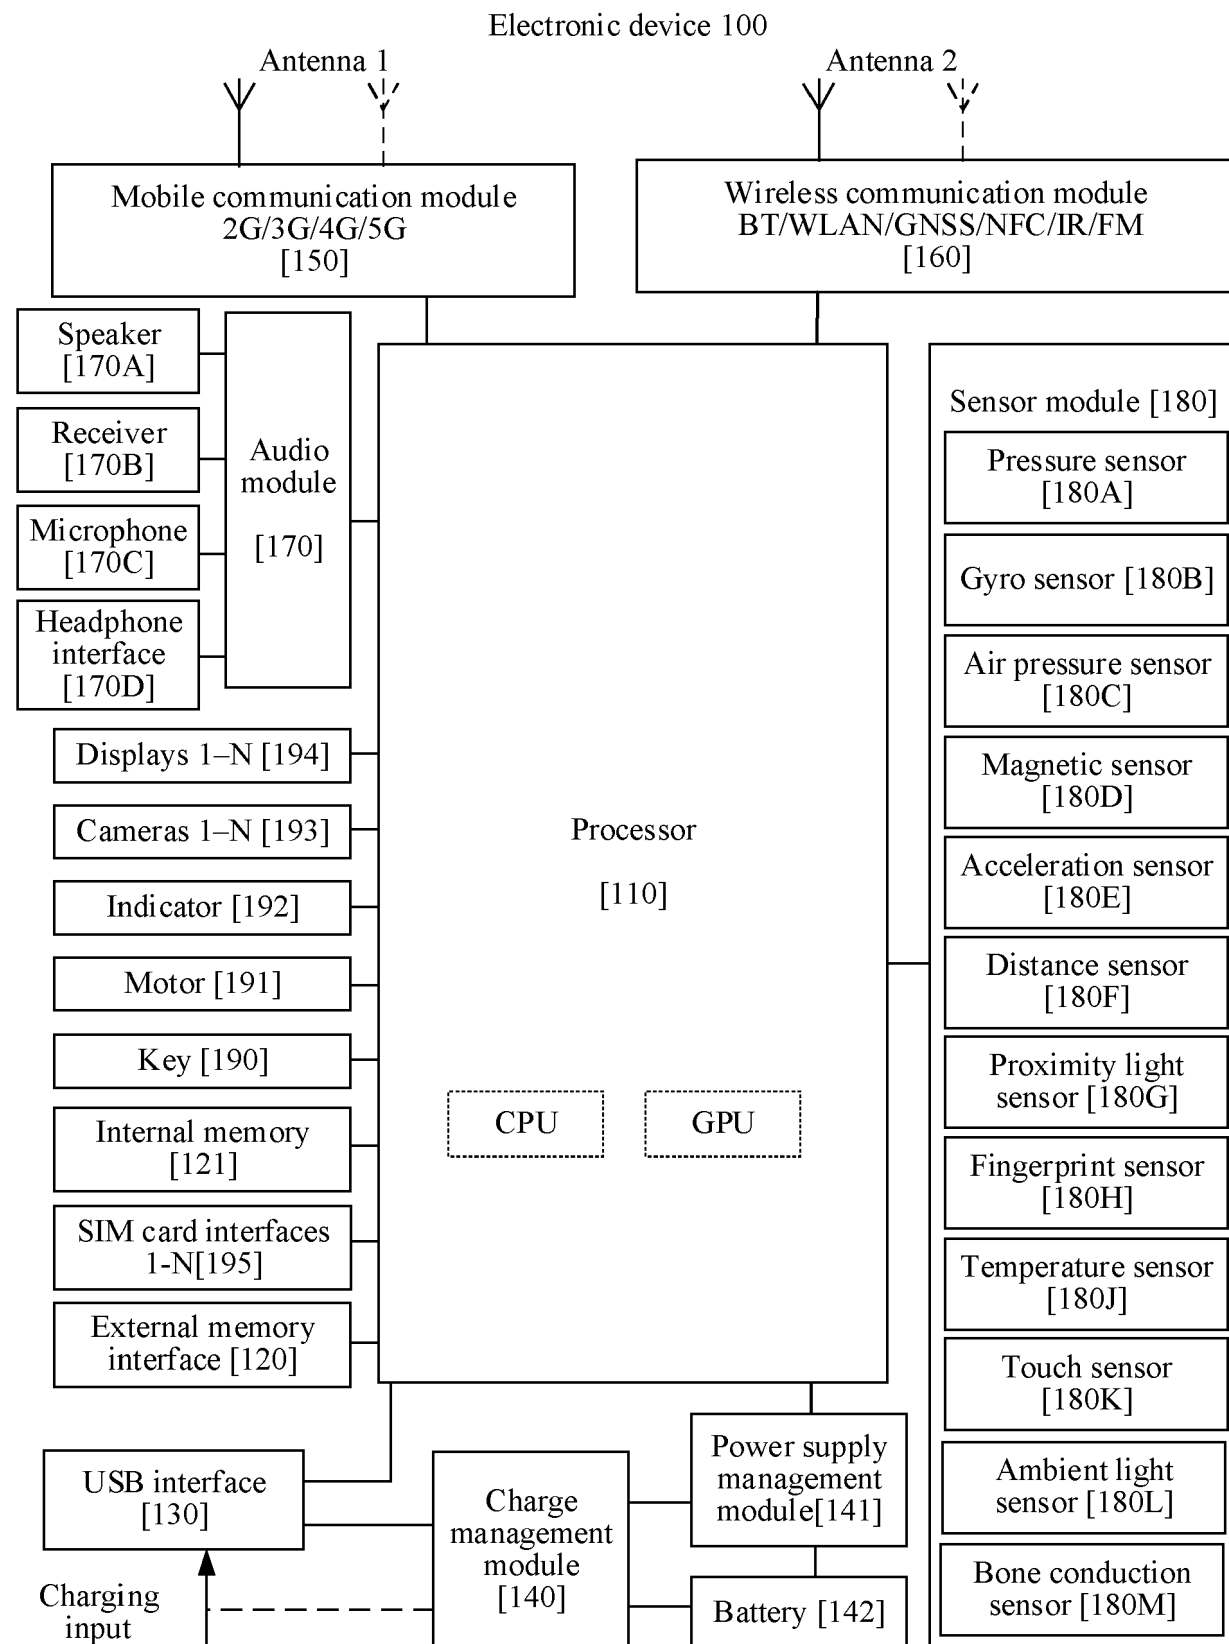 Electronic device 100
Antenna 1
Antenna 2
Mobile communication module
2G/3G/4G/5G
[150]
Wireless communication module
BT/WLAN/GNSS/NFC/IR/FM
[160]
Speaker
[170A]
Receiver
[170B]
Microphone
[170C]
Headphone
interface
[170D]
Audio
module
[170]
Displays 1–N [194]
Cameras 1–N [193]
Indicator [192]
Motor [191]
Key [190]
Internal memory
[121]
SIM card interfaces
1-N[195]
External memory
interface [120]
Processor
[110]
CPU
GPU
Sensor module [180]
Pressure sensor
[180A]
Gyro sensor [180B]
Air pressure sensor
[180C]
Magnetic sensor
[180D]
Acceleration sensor
[180E]
Distance sensor
[180F]
Proximity light
sensor [180G]
Fingerprint sensor
[180H]
Temperature sensor
[180J]
Touch sensor
[180K]
Ambient light
sensor [180L]
Bone conduction
sensor [180M]
USB interface
[130]
Charging
input
Charge
management
module
[140]
Power supply
management
module[141]
Battery [142]